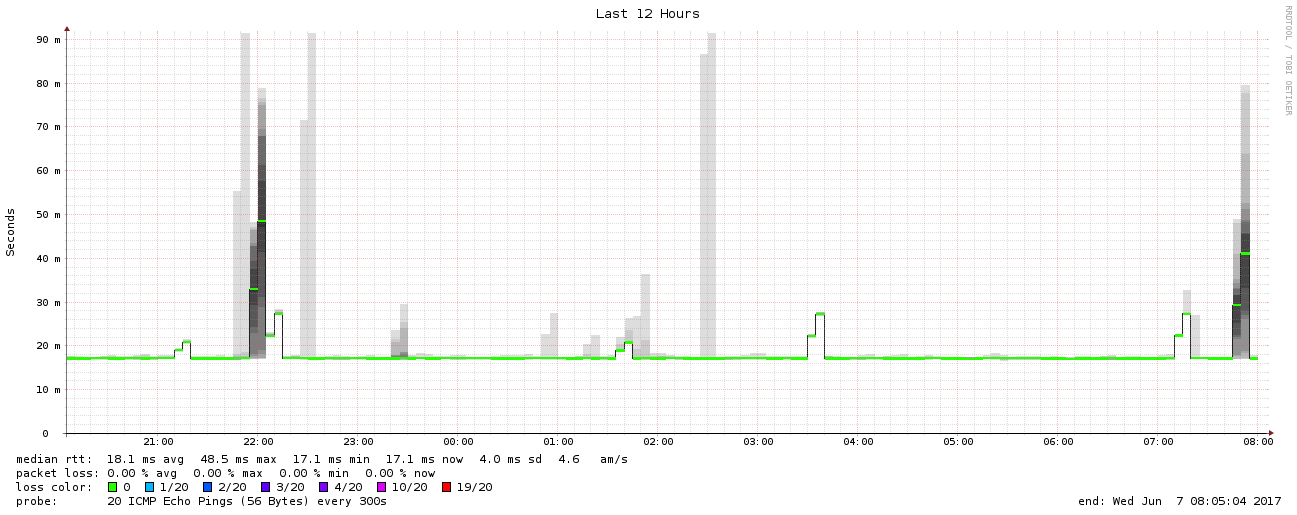 Last 12 Hours
RRDTOOL / TOBI OETIKER
Seconds
90 m
80 m
70 m
60 m
50 m
40 m
30 m
20 m
10 m
0
21:00 22:00 23:00 00:00 01:00 02:00 03:00 04:00 05:00 06:00 07:00 08:00
median rtt: 18.1 ms avg 48.5 ms max 17.1 ms min 17.1 ms now 4.0 ms sd 4.6 am/s
packet loss: 0.00 % avg 0.00 % max 0.00 % min 0.00 % now
loss color: 0 1/20 2/20 3/20 4/20 10/20 19/20
probe: 20 ICMP Echo Pings (56 Bytes) every 300s end: Wed Jun 7 08:05:04 2017